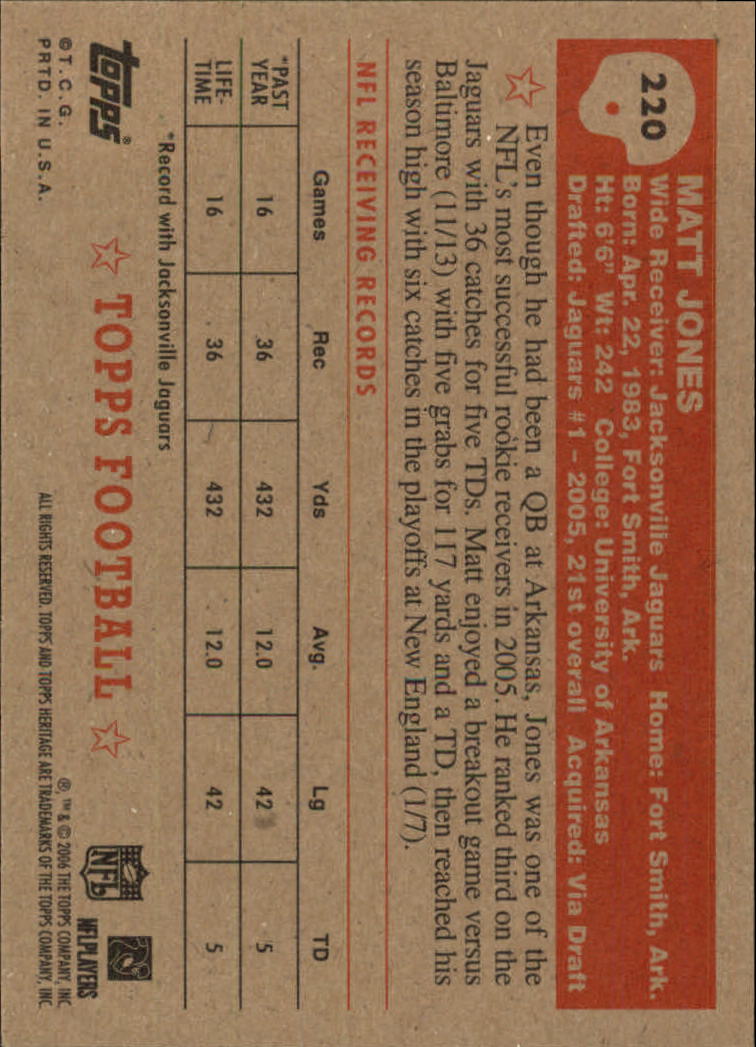 220
MATT JONES
Wide Receiver: Jacksonville Jaguars Home: Fort Smith, Ark.
Born: Apr. 22, 1983, Fort Smith, Ark.
Ht: 6'6" Wt: 242 College: University of Arkansas
Drafted: Jaguars #1 - 2005, 21st overall Acquired: Via Draft
Even though he had been a QB at Arkansas, Jones was one of the
NFL's most successful rookie receivers in 2005. He ranked third on the
Jaguars with 36 catches for five TDs. Matt enjoyed a breakout game versus
Baltimore (11/13) with five grabs for 117 yards and a TD, then reached his
season high with six catches in the playoffs at New England (1/7).
NFL RECEIVING RECORDS
Games Rec Yds Avg. Lg TD
*PAST YEAR 16 36 432 12.0 42 5
LIFE-TIME 16 36 432 12.0 42 5
*Record with Jacksonville Jaguars
topps® TOPPS FOOTBALL NFL NFLPLAYERS
©T.C.G.
PRTD. IN U.S.A.
®, ™ & © 2006 THE TOPPS COMPANY, INC
ALL RIGHTS RESERVED. TOPPS AND TOPPS HERITAGE ARE TRADEMARKS OF THE TOPPS COMPANY, INC